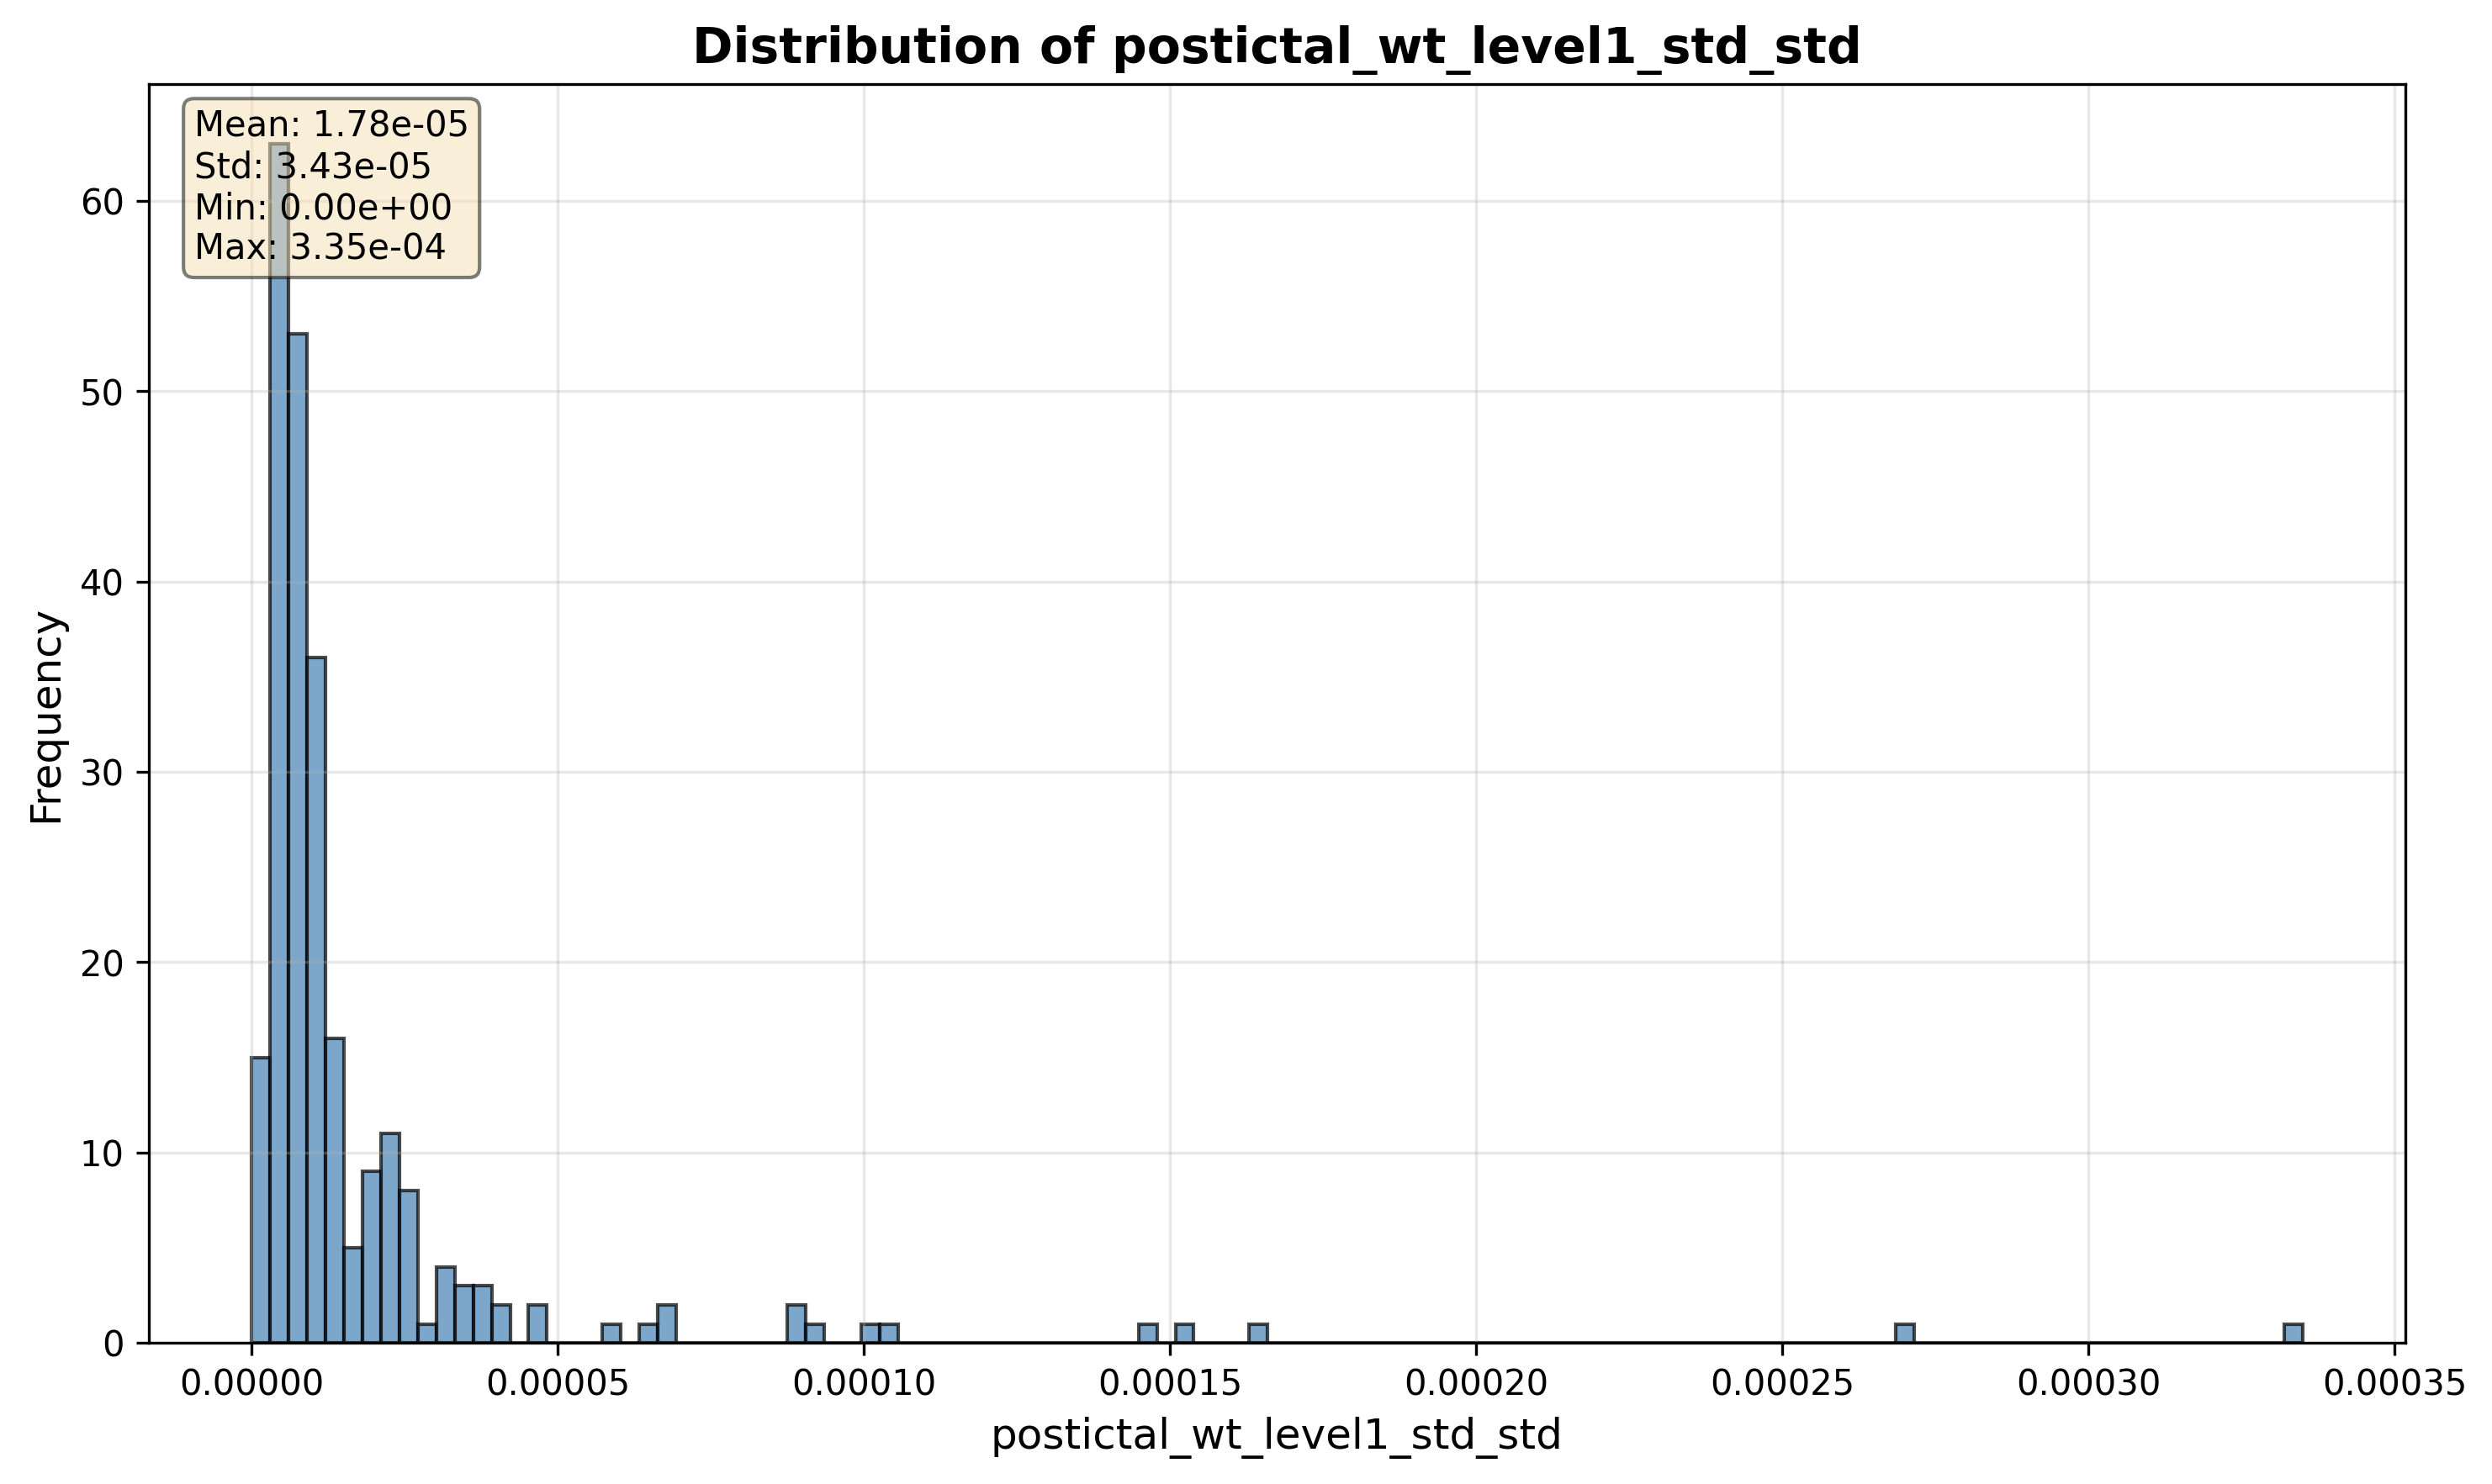 Distribution of postictal_wt_level1_std_std
Mean: 1.78e-05
Std: 3.43e-05
Min: 0.00e+00
Max: 3.35e-04
60
50
40
30
20
10
0
Frequency
0.00000 0.00005 0.00010 0.00015 0.00020 0.00025 0.00030 0.00035
postictal_wt_level1_std_std